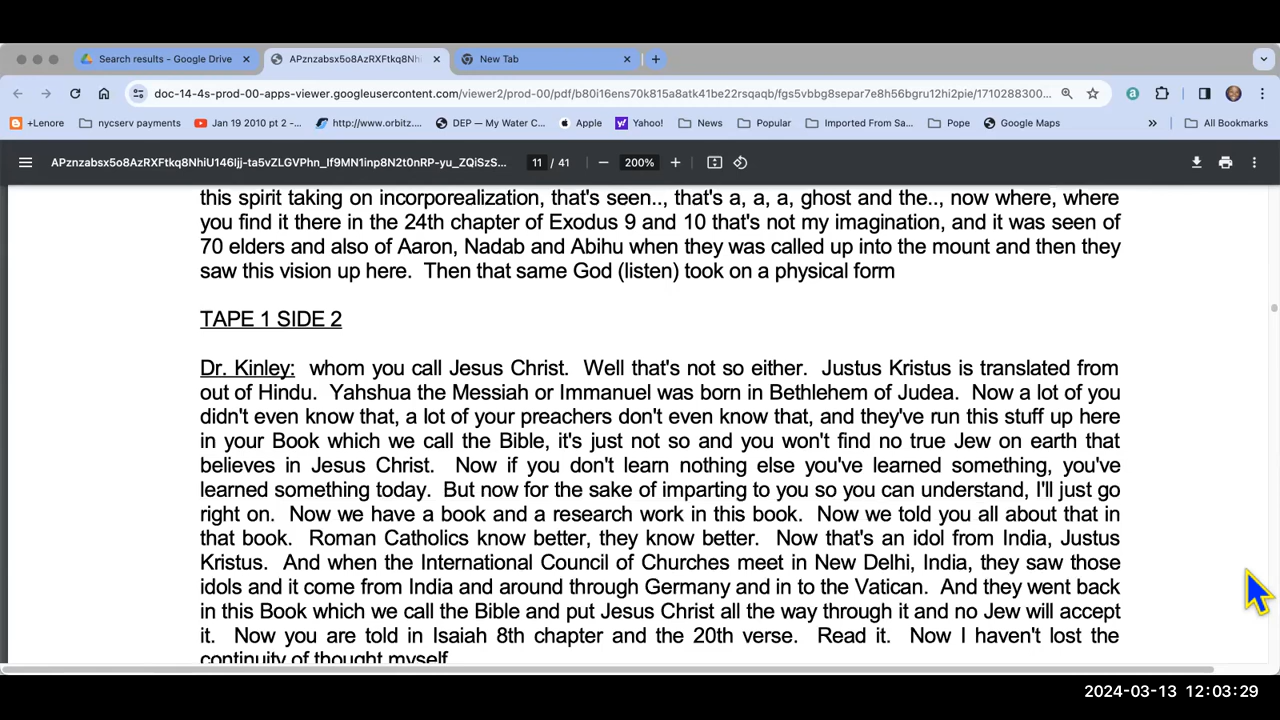 Search results - Google Drive
APznzabsx5o8AzRXFtkq8Nh
New Tab
doc-14-4s-prod-00-apps-viewer.googleusercontent.com/viewer2/prod-00/pdf/b80i16ens70k815a8atk41be22rsqaqb/fgs5vbbg8separ7e8h56bgru12hi2pie/1710288300...
+Lenore
nycserv payments
Jan 19 2010 pt 2 –...
http://www.orbitz....
DEP — My Water C...
Apple
Yahoo!
News
Popular
Imported From Sa...
Pope
Google Maps
»
All Bookmarks
APznzabsx5o8AzRXFtkq8NhiU146Ijj-ta5vZLGVPhn_If9MN1inp8N2t0nRP-yu_ZQiSzS...
11 / 41
200%
this spirit taking on incorporealization, that's seen.., that's a, a, a, ghost and the.., now where, where
you find it there in the 24th chapter of Exodus 9 and 10 that's not my imagination, and it was seen of
70 elders and also of Aaron, Nadab and Abihu when they was called up into the mount and then they
saw this vision up here. Then that same God (listen) took on a physical form
TAPE 1 SIDE 2
Dr. Kinley: whom you call Jesus Christ. Well that's not so either. Justus Kristus is translated from
out of Hindu. Yahshua the Messiah or Immanuel was born in Bethlehem of Judea. Now a lot of you
didn't even know that, a lot of your preachers don't even know that, and they've run this stuff up here
in your Book which we call the Bible, it's just not so and you won't find no true Jew on earth that
believes in Jesus Christ. Now if you don't learn nothing else you've learned something, you've
learned something today. But now for the sake of imparting to you so you can understand, I'll just go
right on. Now we have a book and a research work in this book. Now we told you all about that in
that book. Roman Catholics know better, they know better. Now that's an idol from India, Justus
Kristus. And when the International Council of Churches meet in New Delhi, India, they saw those
idols and it come from India and around through Germany and in to the Vatican. And they went back
in this Book which we call the Bible and put Jesus Christ all the way through it and no Jew will accept
it. Now you are told in Isaiah 8th chapter and the 20th verse. Read it. Now I haven't lost the
continuity of thought myself
2024-03-13 12:03:29